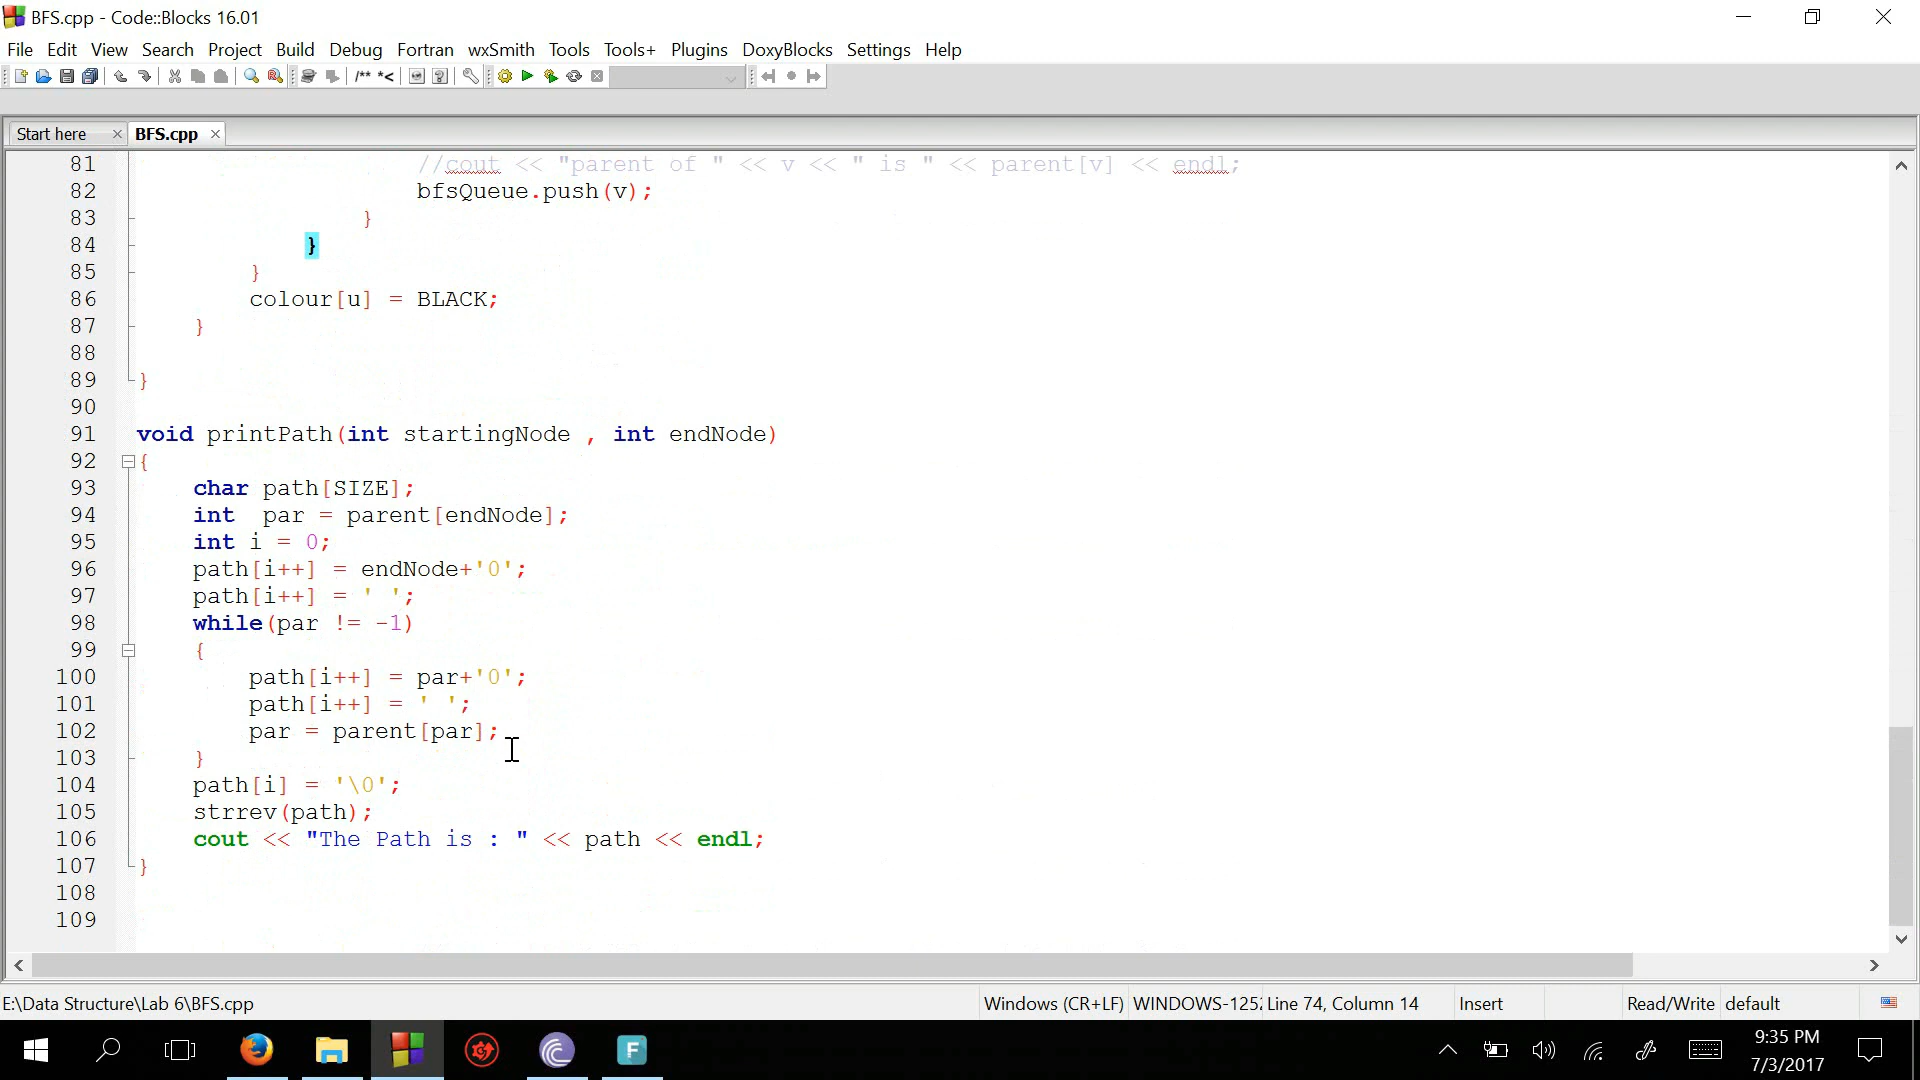 BFS.cpp - Code::Blocks 16.01
File Edit View Search Project Build Debug Fortran wxSmith Tools Tools+ Plugins DoxyBlocks Settings Help
/** *<
Start here × BFS.cpp ×
81 //cout << "parent of " << v << " is " << parent[v] << endl;
82 bfsQueue.push(v);
83 }
84 }
85 }
86 colour[u] = BLACK;
87 }
88
89 }
90
91 void printPath(int startingNode , int endNode)
92 {
93 char path[SIZE];
94 int  par = parent[endNode];
95 int i = 0;
96 path[i++] = endNode+'0';
97 path[i++] = ' ';
98 while(par != -1)
99 {
100 path[i++] = par+'0';
101 path[i++] = ' ';
102 par = parent[par];
103 }
104 path[i] = '\0';
105 strrev(path);
106 cout << "The Path is : " << path << endl;
107 }
108
109
E:\Data Structure\Lab 6\BFS.cpp Windows (CR+LF) WINDOWS-1252 Line 74, Column 14 Insert Read/Write default
F
9:35 PM
7/3/2017